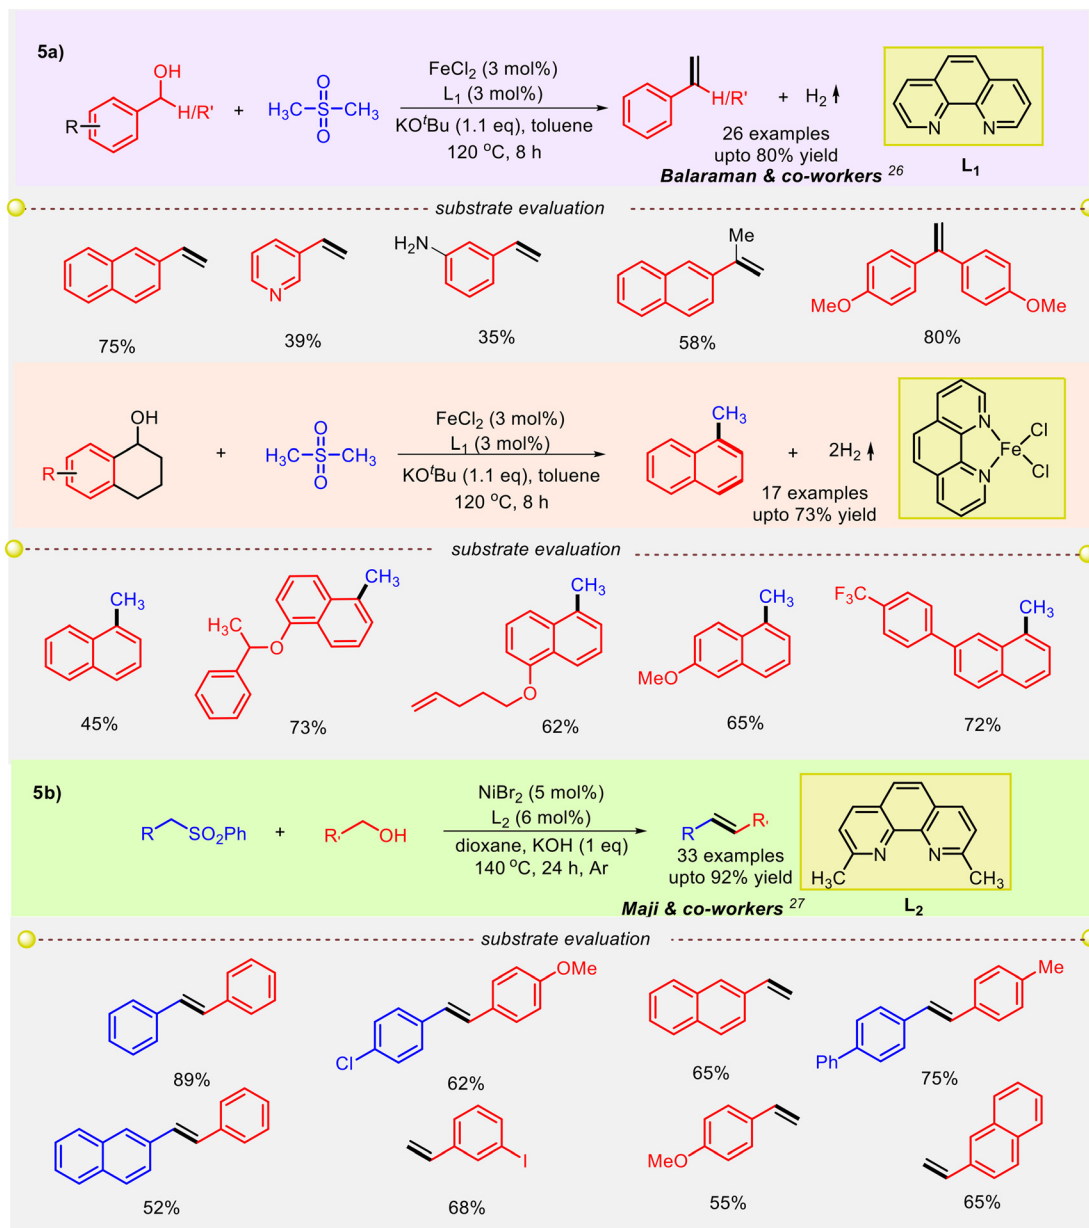 5a)
OH
R
H/R'
+
H₃C
O
S
O
CH₃
FeCl₂ (3 mol%)
L₁ (3 mol%)
KOᵗBu (1.1 eq), toluene
120 °C, 8 h
H/R'
+ H₂
26 examples
upto 80% yield
Balaraman & co-workers ²⁶
N N
L₁
substrate evaluation
75%
N
39%
H₂N
35%
Me
58%
MeO
OMe
80%
OH
R
+
H₃C
O
S
O
CH₃
FeCl₂ (3 mol%)
L₁ (3 mol%)
KOᵗBu (1.1 eq), toluene
120 °C, 8 h
CH₃
+ 2H₂
17 examples
upto 73% yield
N
N
Fe
Cl
Cl
substrate evaluation
CH₃
45%
CH₃
H₃C
O
73%
CH₃
O
62%
CH₃
MeO
65%
F₃C
CH₃
72%
5b)
R
SO₂Ph
+
R'
OH
NiBr₂ (5 mol%)
L₂ (6 mol%)
dioxane, KOH (1 eq)
140 °C, 24 h, Ar
R
R'
33 examples
upto 92% yield
Maji & co-workers ²⁷
N N
H₃C
CH₃
L₂
substrate evaluation
89%
OMe
Cl
62%
65%
Me
Ph
75%
52%
I
68%
MeO
55%
65%